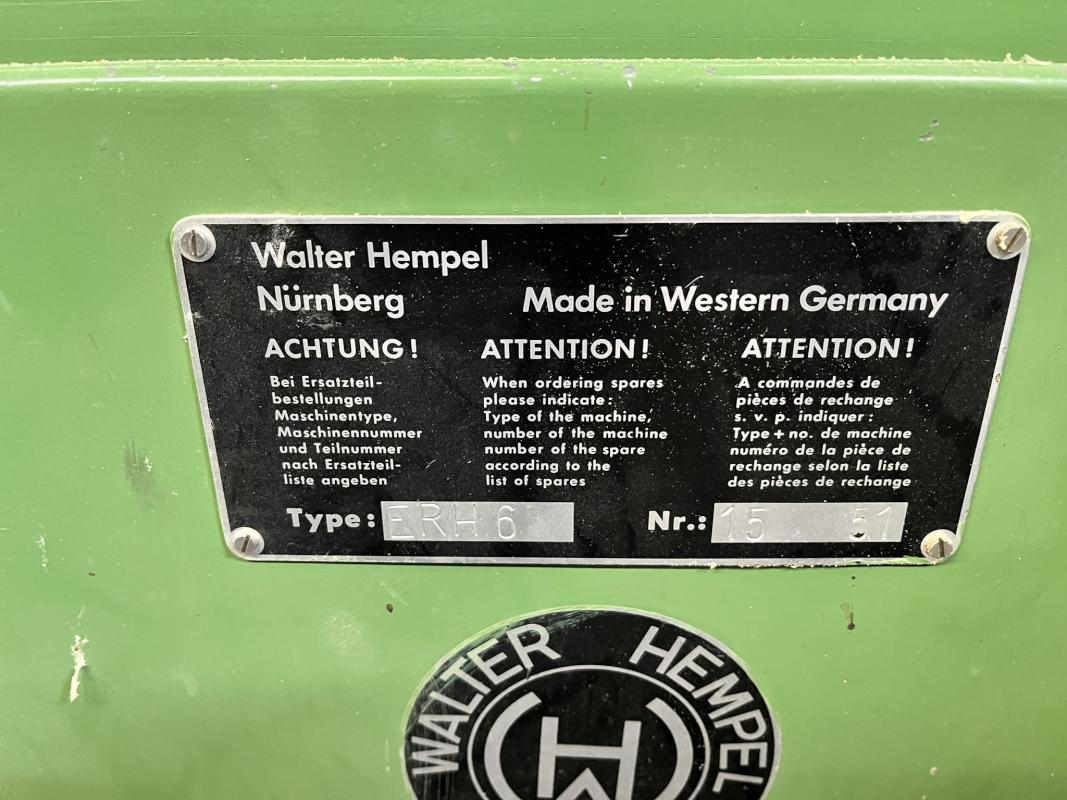 Walter Hempel
Nürnberg
Made in Western Germany
ACHTUNG!
Bei Ersatzteil-
bestellungen
Maschinentype,
Maschinennummer
und Teilnummer
nach Ersatzteil-
liste angeben
ATTENTION!
When ordering spares
please indicate:
Type of the machine,
number of the machine
number of the spare
according to the
list of spares
ATTENTION!
A commandes de
pièces de rechange
s. v. p. indiquer:
Type + no. de machine
numéro de la pièce de
rechange selon la liste
des pièces de rechange
Type: ERH 6
Nr.: 15 51
WALTER HEMPEL
HW